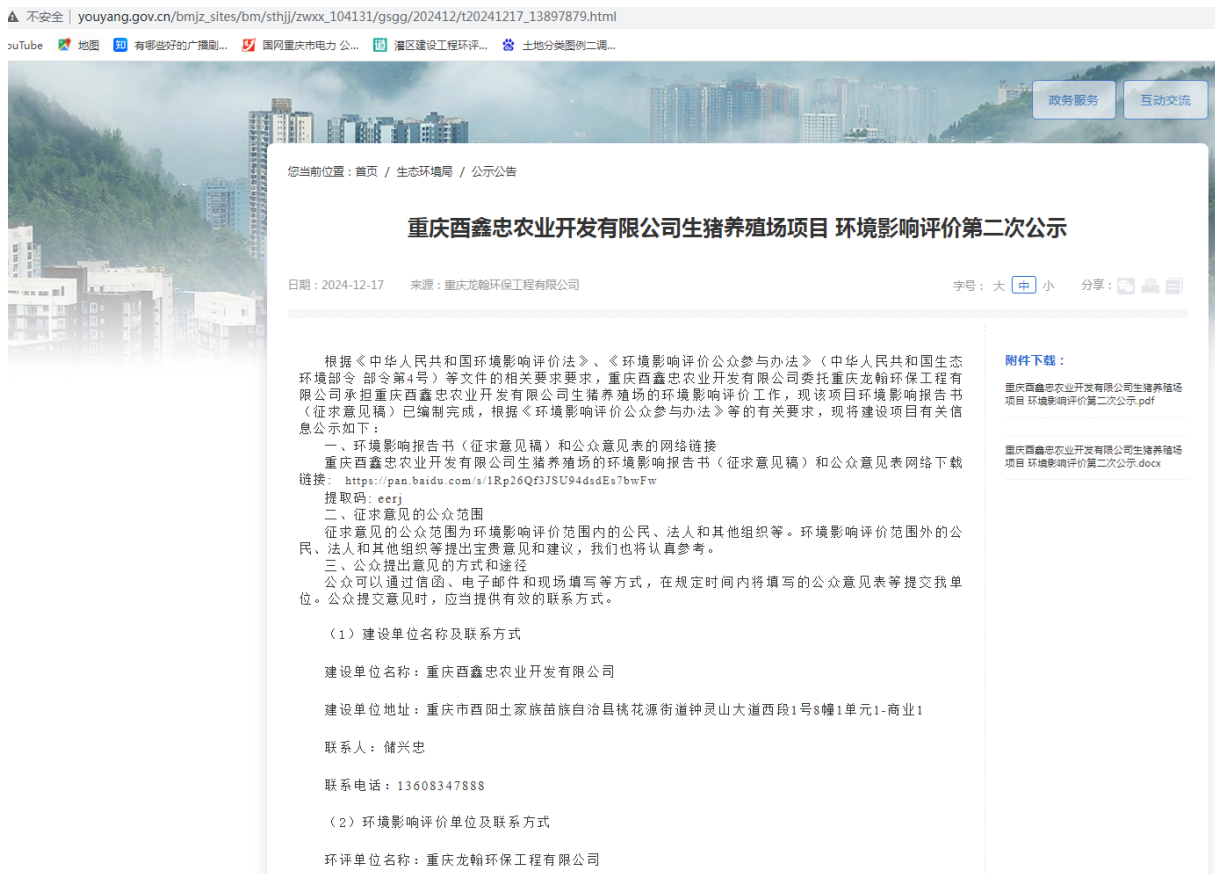 不安全 | youyang.gov.cn/bmjz_sites/bm/sthjj/zwxx_104131/gsgg/202412/t20241217_13897879.html
ouTube 地图 知 有哪些好的广播剧... 国网重庆市电力 公... 灌区建设工程环评... 土地分类图例二调...
政务服务 互动交流
您当前位置：首页 / 生态环境局 / 公示公告
重庆酉鑫忠农业开发有限公司生猪养殖场项目 环境影响评价第二次公示
日期：2024-12-17 来源：重庆龙翰环保工程有限公司 字号： 大 中 小 分享：
根据《中华人民共和国环境影响评价法》、《环境影响评价公众参与办法》（中华人民共和国生态
环境部令 部令第4号）等文件的相关要求要求，重庆酉鑫忠农业开发有限公司委托重庆龙翰环保工程有
限公司承担重庆酉鑫忠农业开发有限公司生猪养殖场的环境影响评价工作，现该项目环境影响报告书
（征求意见稿）已编制完成，根据《环境影响评价公众参与办法》等的有关要求，现将建设项目有关信
息公示如下：
一、环境影响报告书（征求意见稿）和公众意见表的网络链接
重庆酉鑫忠农业开发有限公司生猪养殖场的环境影响报告书（征求意见稿）和公众意见表网络下载
链接： https://pan.baidu.com/s/1Rp26Qf3JSU94dsdEs7bwFw
提取码: eerj
二、征求意见的公众范围
征求意见的公众范围为环境影响评价范围内的公民、法人和其他组织等。环境影响评价范围外的公
民、法人和其他组织等提出宝贵意见和建议，我们也将认真参考。
三、公众提出意见的方式和途径
公众可以通过信函、电子邮件和现场填写等方式，在规定时间内将填写的公众意见表等提交我单
位。公众提交意见时，应当提供有效的联系方式。
（1）建设单位名称及联系方式
建设单位名称：重庆酉鑫忠农业开发有限公司
建设单位地址：重庆市酉阳土家族苗族自治县桃花源街道钟灵山大道西段1号8幢1单元1-商业1
联系人：储兴忠
联系电话：13608347888
（2）环境影响评价单位及联系方式
环评单位名称：重庆龙翰环保工程有限公司
附件下载：
重庆酉鑫忠农业开发有限公司生猪养殖场
项目 环境影响评价第二次公示.pdf
重庆酉鑫忠农业开发有限公司生猪养殖场
项目 环境影响评价第二次公示.docx